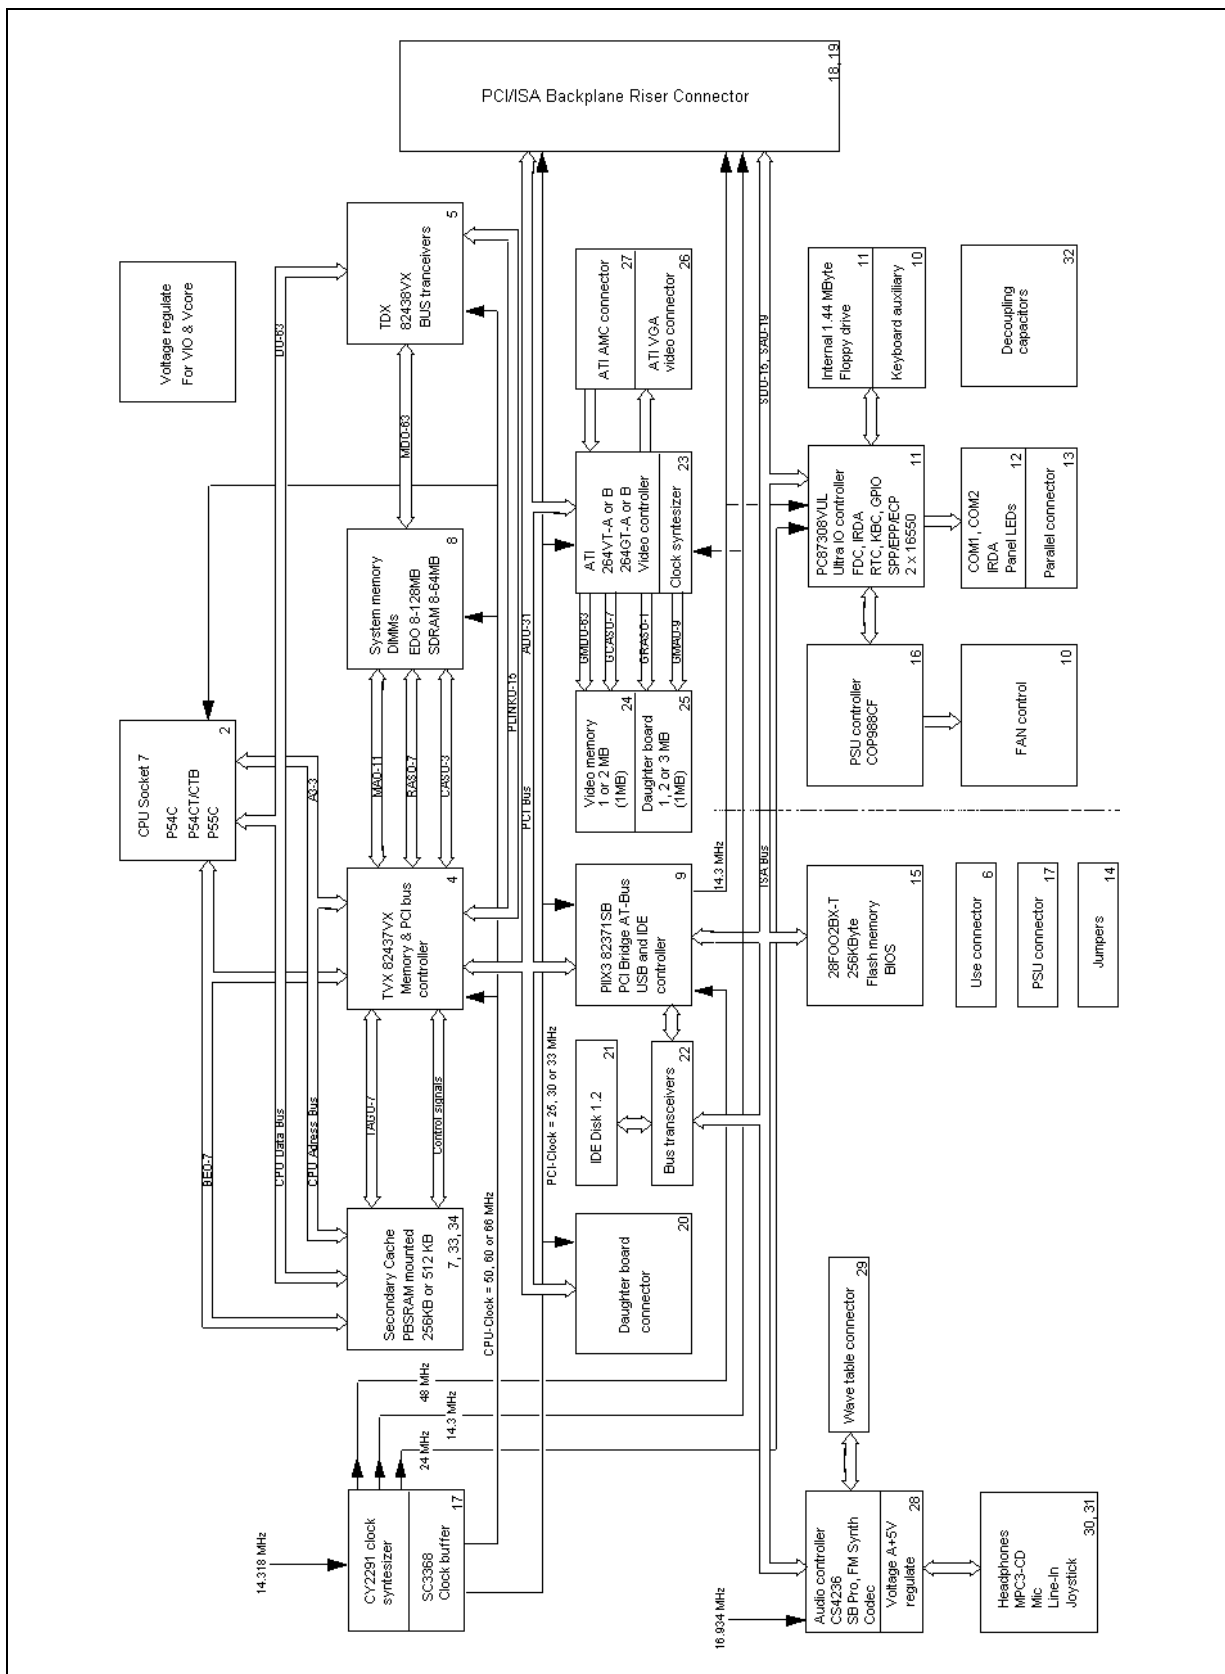 PCI/ISA Backplane Riser Connector
18, 19
Voltage regulate
For VIO & Vcore
TDX
82438VX
BUS tranceivers
5
D0-63
MD0-63
CPU Socket 7
P54C
P54CT/CTB
P55C
2
System memory
DIMMs
EDO 8-128MB
SDRAM 8-64MB
8
A3-3
MA0-11
RAS0-7
CAS0-3
PLINK0-15
TVX 82437VX
Memory & PCI bus
controller
4
BE0-7
CPU Data Bus
CPU Adress Bus
TAG0-7
Control signals
Secondary Cache
PBSRAM mounted
256KB or 512 KB
7, 33, 34
CPU-Clock = 50, 60 or 66 MHz
PCI-Clock = 25, 30 or 33 MHz
AD0-31
PCI Bus
ATI AMC connector
27
ATI VGA
video connector
26
ATI
264VT-A or B
264GT-A or B
Video controller
Clock syntesizer
23
GMD0-63
GCAS0-7
GRAS0-1
GMA0-9
Video memory
1 or 2 MB
(1MB)
24
Daughter board
1, 2 or 3 MB
(1MB)
25
PIIX3 82371SB
PCI Bridge AT-Bus
USB and IDE
controller
9
14.3 MHz
ISA Bus
SD0-15, SA0-19
IDE Disk 1.2
21
Bus transceivers
22
Daughter board
connector
20
Internal 1.44 MByte
Floppy drive
11
Keyboard auxiliary
10
Decoupling
capacitors
32
PC87308VUL
Ultra IO controller
FDC, IRDA
RTC, KBC, GPIO
SPP/EPP/ECP
2 x 16550
11
COM1, COM2
IRDA
Panel LEDs
12
Parallel connector
13
PSU controller
COP988CF
16
FAN control
10
28F002BX-T
256KByte
Flash memory
BIOS
15
Use connector
6
PSU connector
17
Jumpers
14
14.318 MHz
CY2291 clock
syntesizer
SC3368
Clock buffer
17
48 MHz
14.3 MHz
24 MHz
Wave table connector
29
16.934 MHz
Audio controller
CS4236
SB Pro, FM Synth
Codec
Voltage A+5V
regulate
28
Headphones
MPC3-CD
Mic
Line-In
Joystick
30, 31